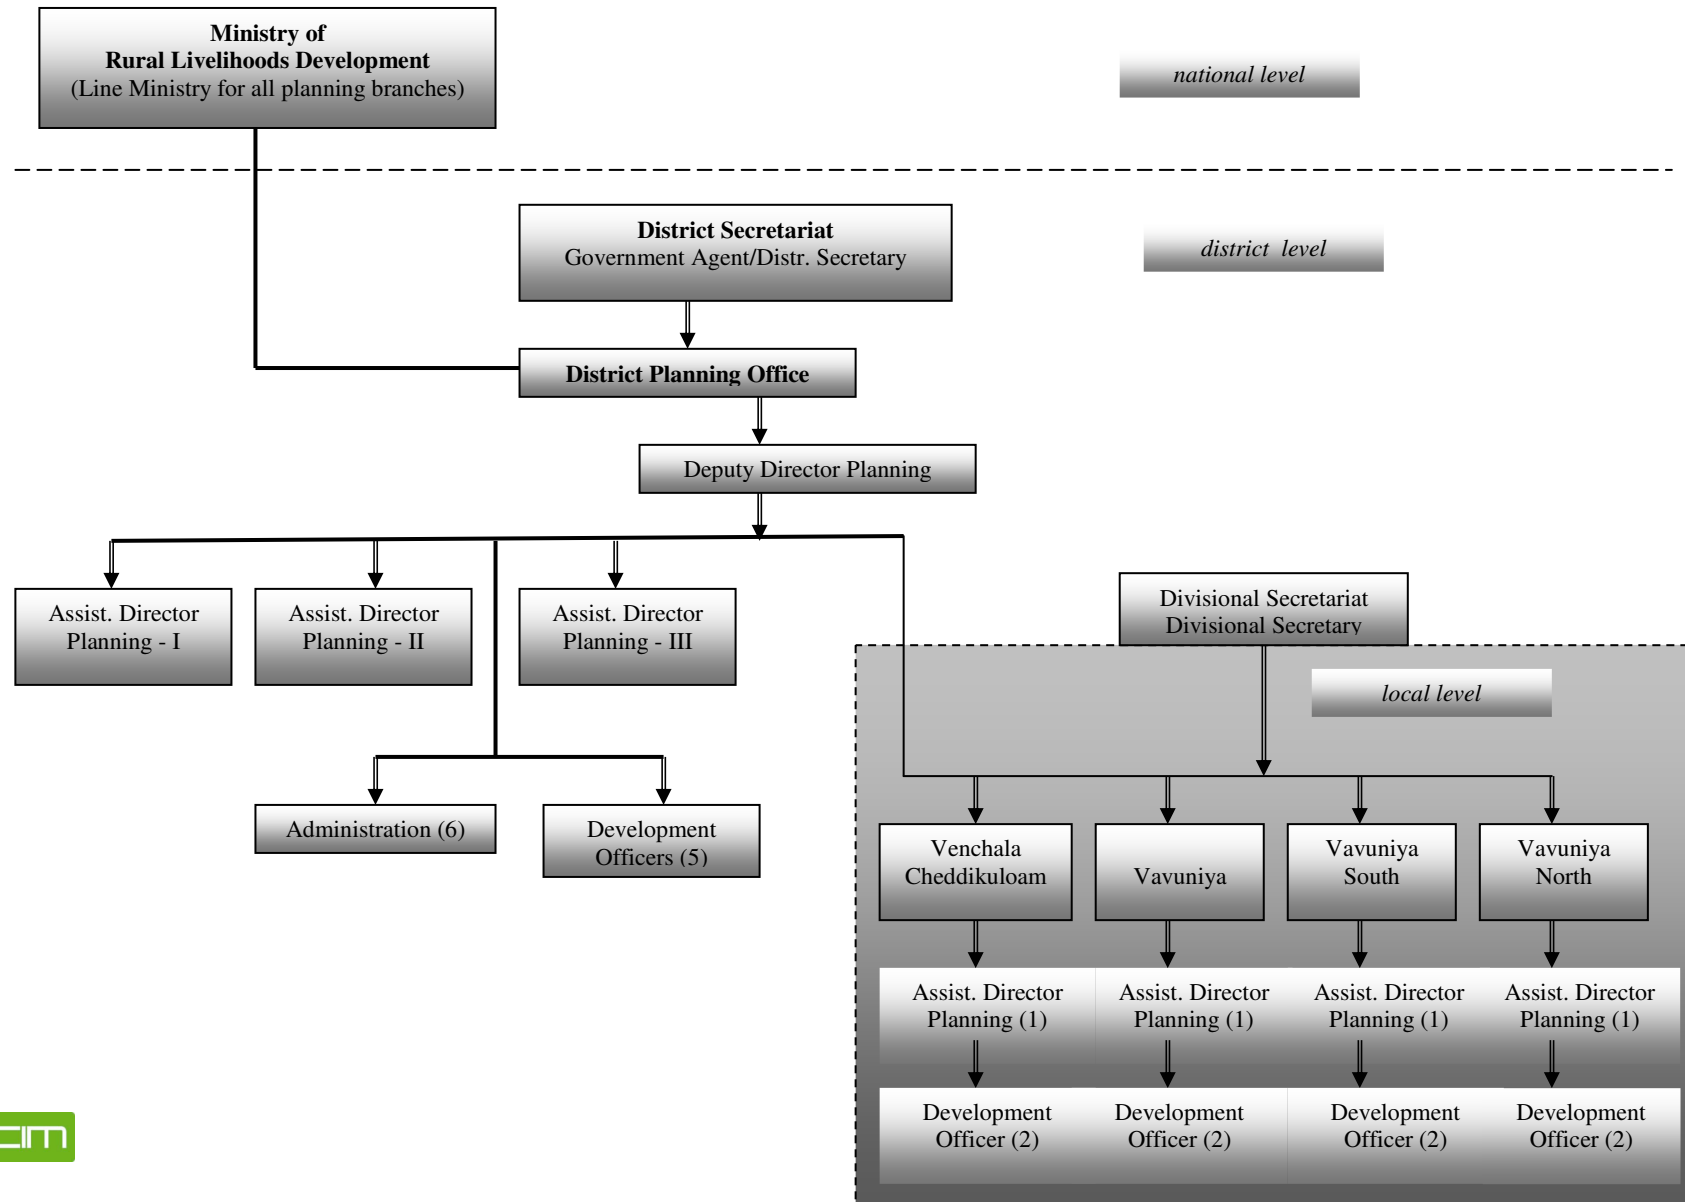 Ministry of
Rural Livelihoods Development
(Line Ministry for all planning branches)
national level
District Secretariat
Government Agent/Distr. Secretary
district level
District Planning Office
Deputy Director Planning
Assist. Director
Planning - I
Assist. Director
Planning - II
Assist. Director
Planning - III
Divisional Secretariat
Divisional Secretary
local level
Administration (6)
Development
Officers (5)
Venchala
Cheddikuloam
Vavuniya
Vavuniya
South
Vavuniya
North
Assist. Director
Planning (1)
Assist. Director
Planning (1)
Assist. Director
Planning (1)
Assist. Director
Planning (1)
Development
Officer (2)
Development
Officer (2)
Development
Officer (2)
Development
Officer (2)
cim